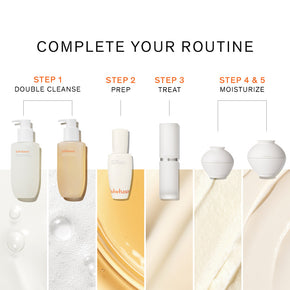 COMPLETE YOUR ROUTINE
STEP 1
DOUBLE CLEANSE
STEP 2
PREP
STEP 3
TREAT
STEP 4 & 5
MOISTURIZE